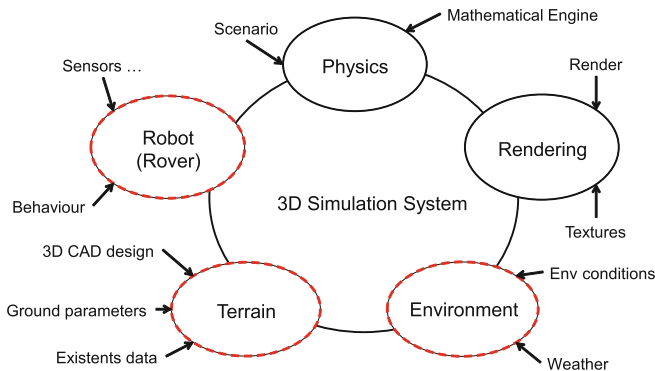 Mathematical Engine
Scenario
Physics
Sensors ...
Render
Robot
(Rover)
Rendering
Behaviour
3D Simulation System
Textures
3D CAD design
Env conditions
Ground parameters
Terrain
Environment
Existents data
Weather